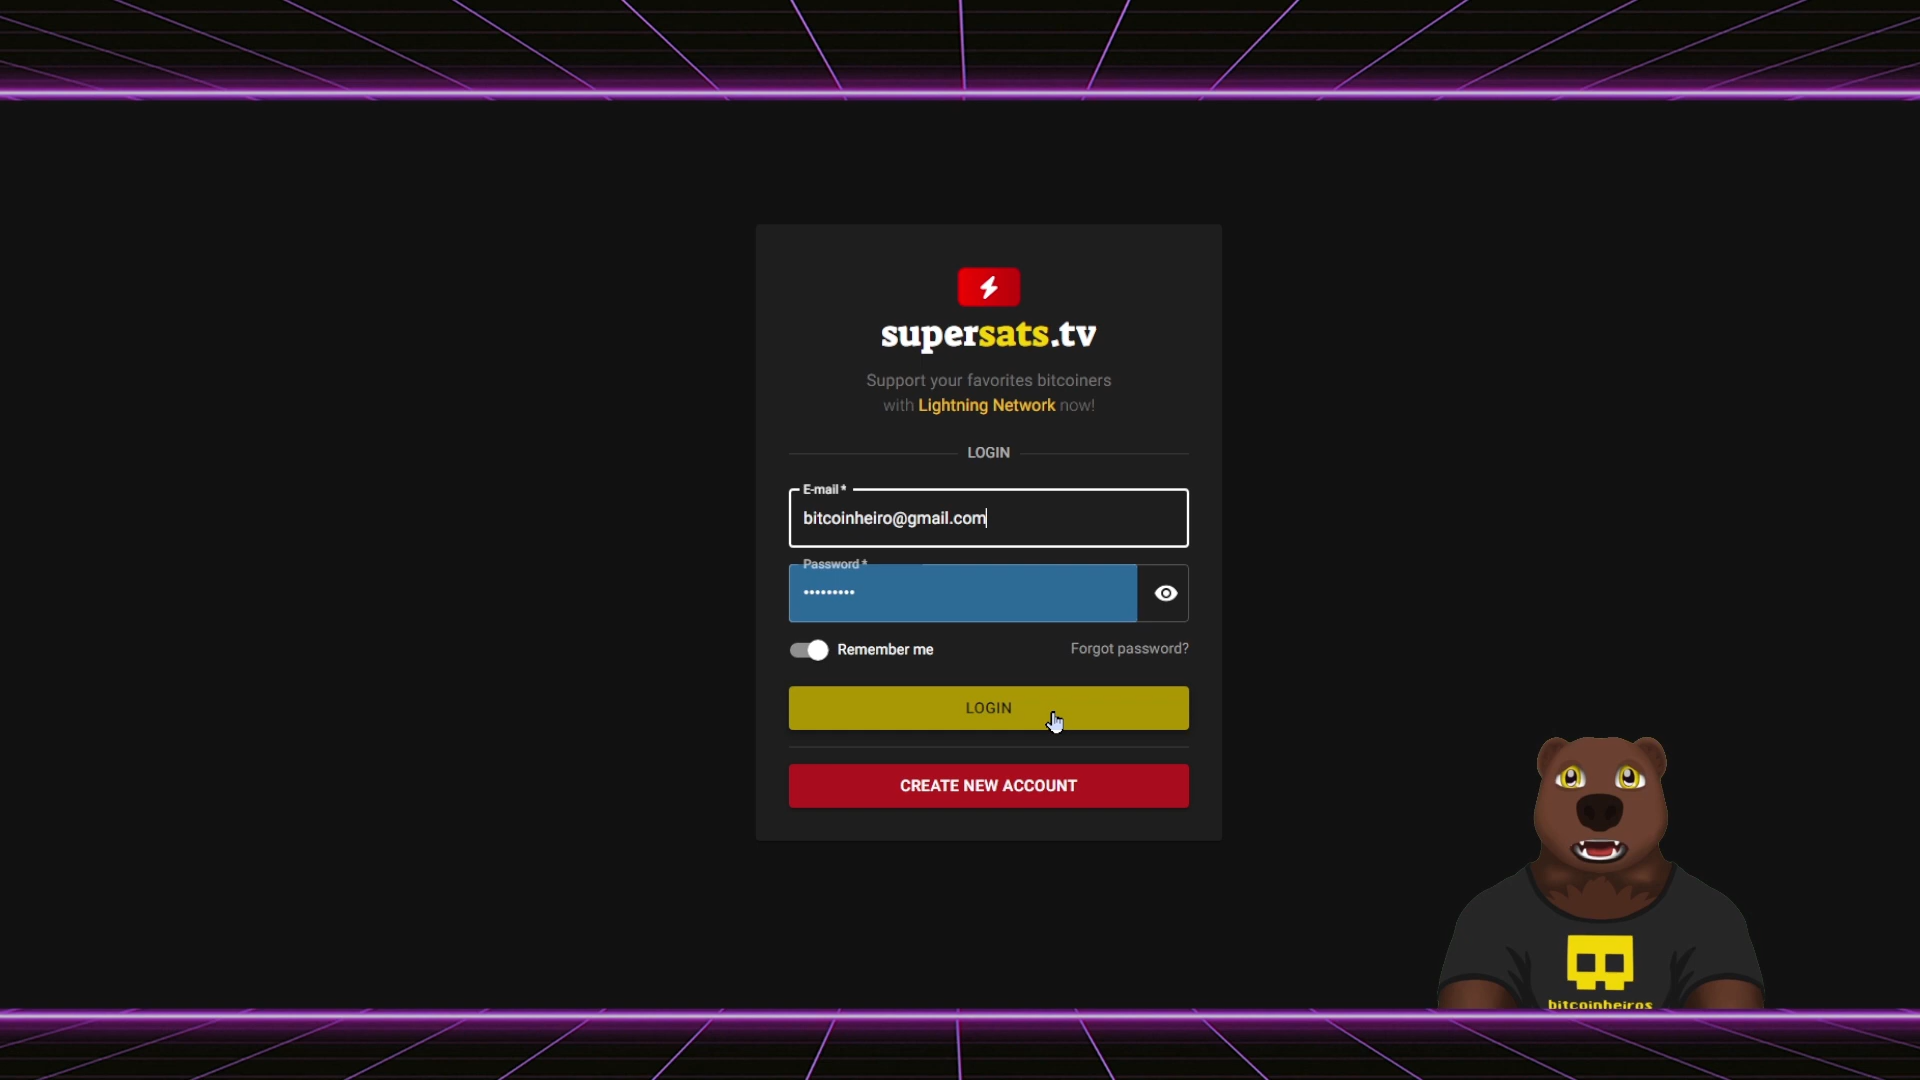 supersats.tv
Support your favorites bitcoiners
with Lightning Network now!
LOGIN
E-mail *
bitcoinheiro@gmail.com
Password *
•••••••••
Remember me
Forgot password?
LOGIN
CREATE NEW ACCOUNT
bitcoinheiros